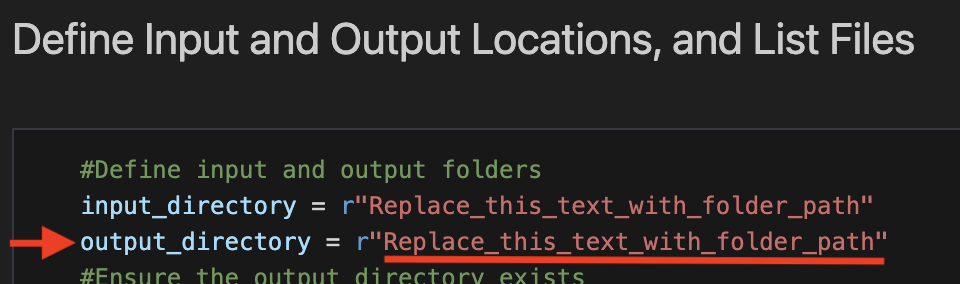 Define Input and Output Locations, and List Files
#Define input and output folders
input_directory = r"Replace_this_text_with_folder_path"
output_directory = r"Replace_this_text_with_folder_path"
#Ensure the output directory exists